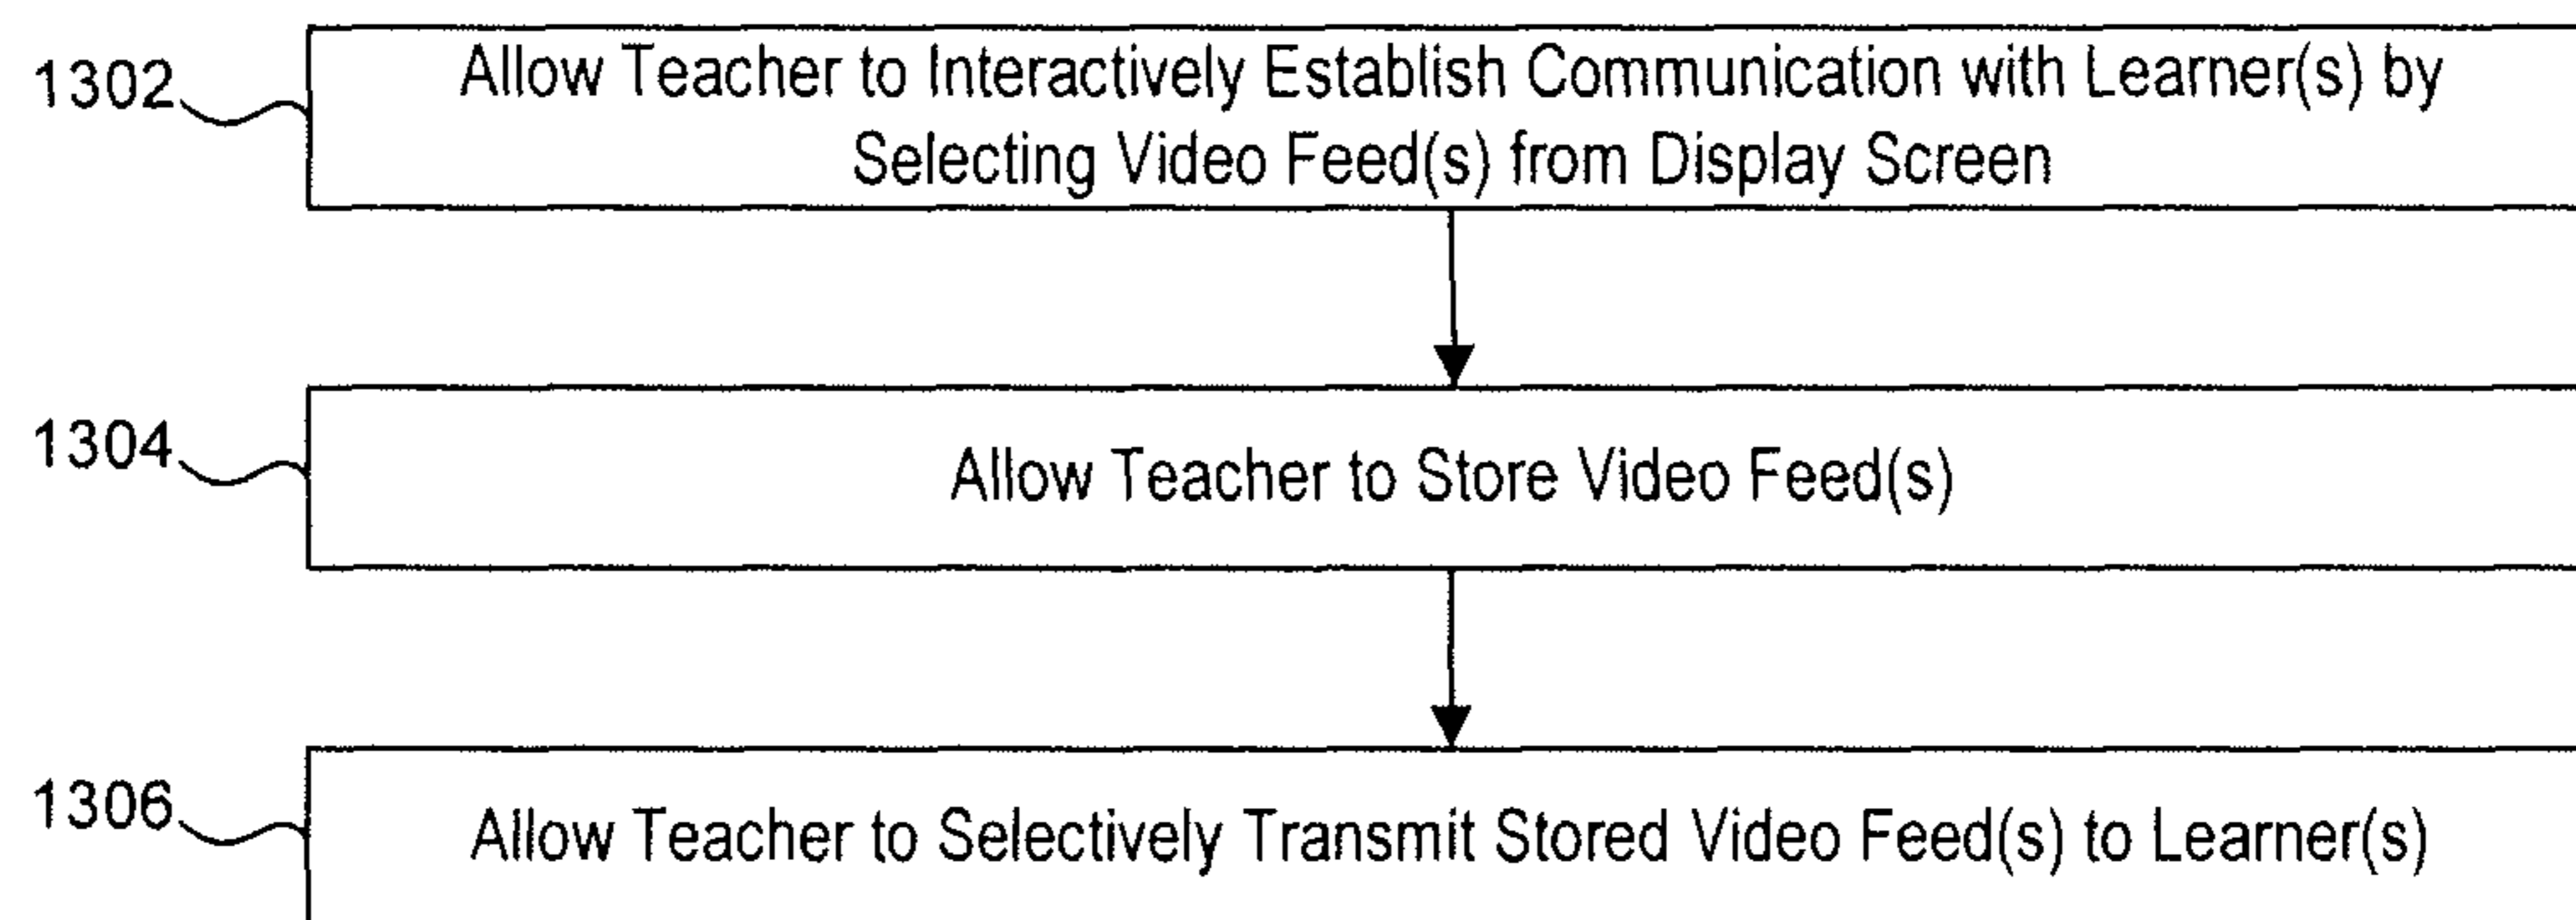 1302
Allow Teacher to Interactively Establish Communication with Learner(s) by
Selecting Video Feed(s) from Display Screen
1304
Allow Teacher to Store Video Feed(s)
1306
Allow Teacher to Selectively Transmit Stored Video Feed(s) to Learner(s)